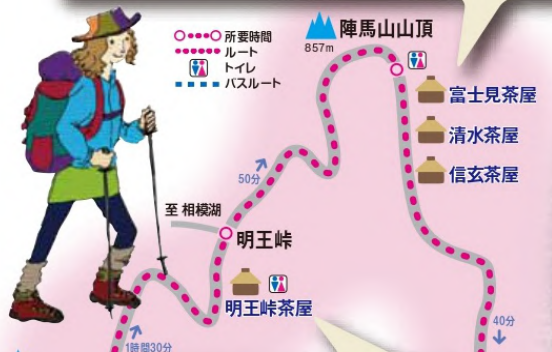 所要時間
ルート
トイレ
バスルート
陣馬山山頂
857m
富士見茶屋
清水茶屋
信玄茶屋
50分
至 相模湖
明王峠
明王峠茶屋
40分
1時間30分